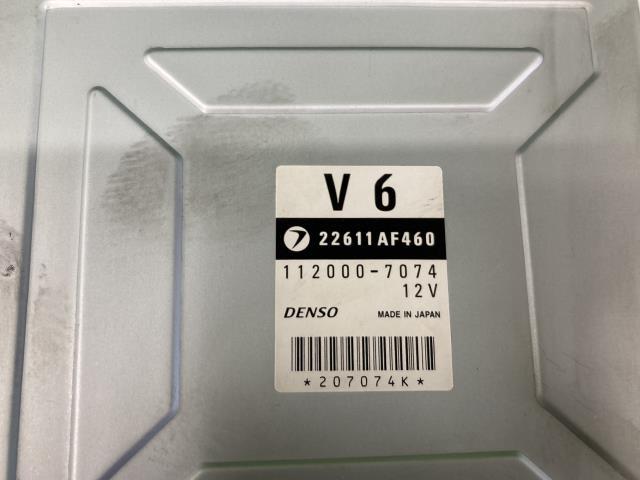 V 6
22611AF460
112000-7074
12V
DENSO MADE IN JAPAN
*207074K*